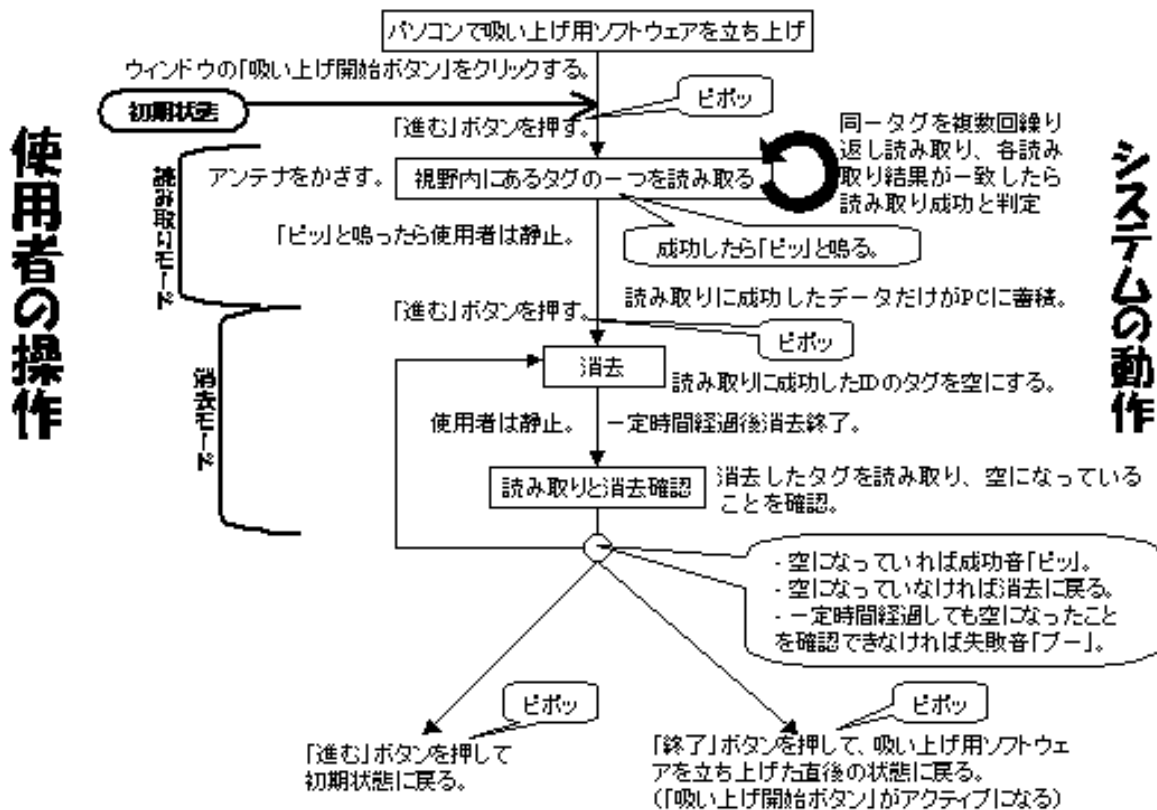 パソコンで吸い上げ用ソフトウェアを立ち上げ
ウィンドウの「吸い上げ開始ボタン」をクリックする。
初期状態
ピポッ
「進む」ボタンを押す。
使用者の操作
システムの動作
読み取りモード
アンテナをかざす。
視野内にあるタグの一つを読み取る
同一タグを複数回繰り
返し読み取り、各読み
取り結果が一致したら
読み取り成功と判定
「ピッ」と鳴ったら使用者は静止。
成功したら「ピッ」と鳴る。
読み取りに成功したデータだけがPCに蓄積。
「進む」ボタンを押す。
ピポッ
消去モード
消去
読み取りに成功したIDのタグを空にする。
使用者は静止。
一定時間経過後消去終了。
読み取りと消去確認
消去したタグを読み取り、空になっている
ことを確認。
- 空になっていれば成功音「ピッ」。
- 空になっていなければ消去に戻る。
- 一定時間経過しても空になったこと
を確認できなければ失敗音「ブー」。
ピポッ
「進む」ボタンを押して
初期状態に戻る。
ピポッ
「終了」ボタンを押して、吸い上げ用ソフトウェ
アを立ち上げた直後の状態に戻る。
(「吸い上げ開始ボタン」がアクティブになる)